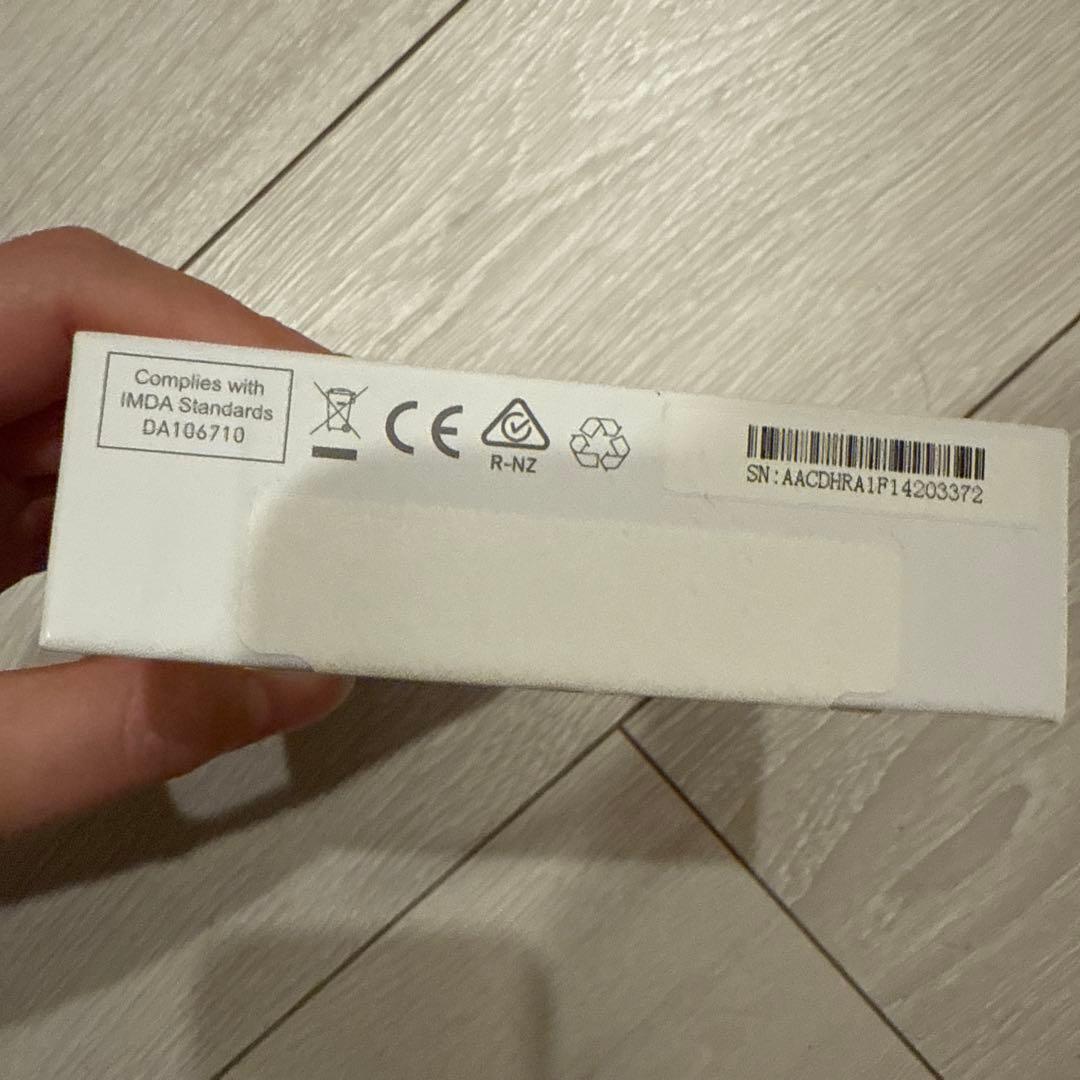 Complies with
IMDA Standards
DA106710
CE
R-NZ
SN:AACDHRA1F14203372